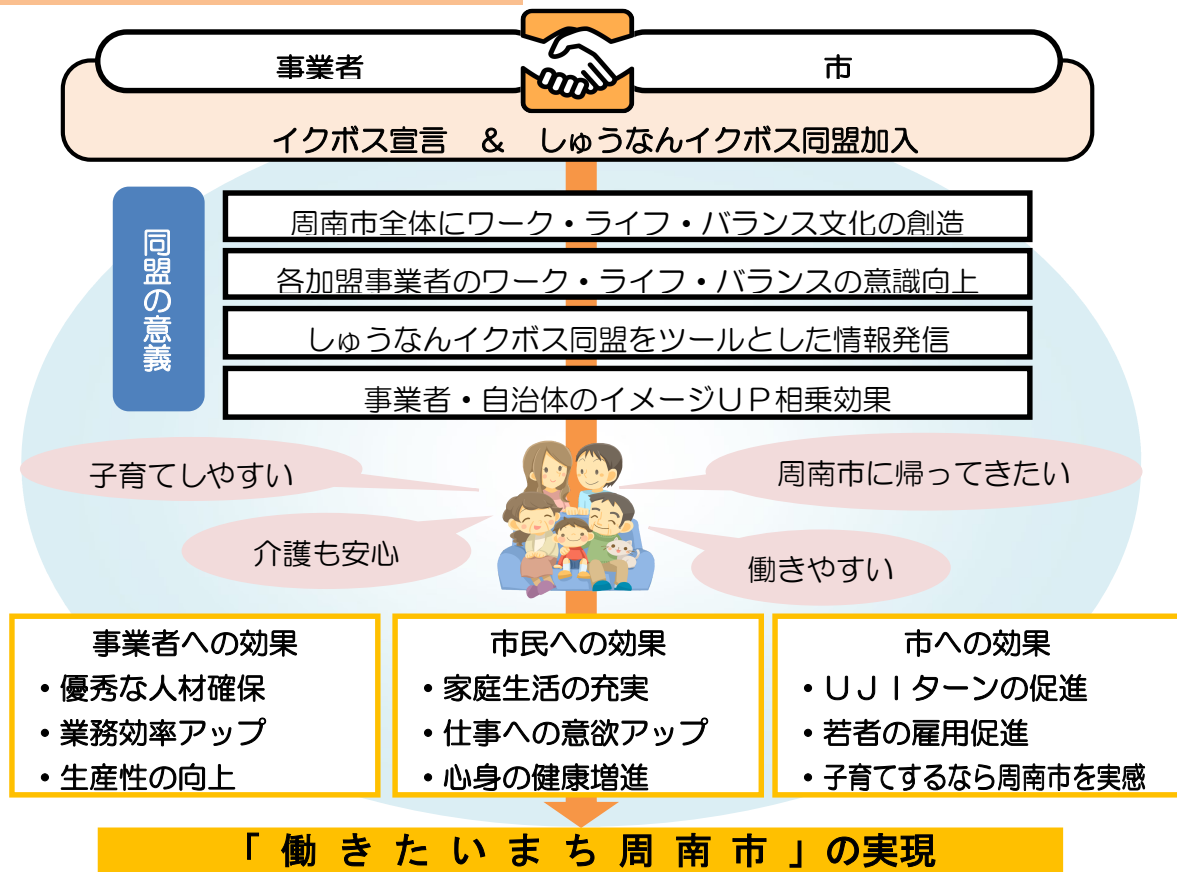 事業者
市
イクボス宣言　＆　しゅうなんイクボス同盟加入
同盟の意義
周南市全体にワーク・ライフ・バランス文化の創造
各加盟事業者のワーク・ライフ・バランスの意識向上
しゅうなんイクボス同盟をツールとした情報発信
事業者・自治体のイメージＵＰ相乗効果
子育てしやすい
周南市に帰ってきたい
介護も安心
働きやすい
事業者への効果
・優秀な人材確保
・業務効率アップ
・生産性の向上
市民への効果
・家庭生活の充実
・仕事への意欲アップ
・心身の健康増進
市への効果
・ＵＪＩターンの促進
・若者の雇用促進
・子育てするなら周南市を実感
「働きたいまち周南市」の実現